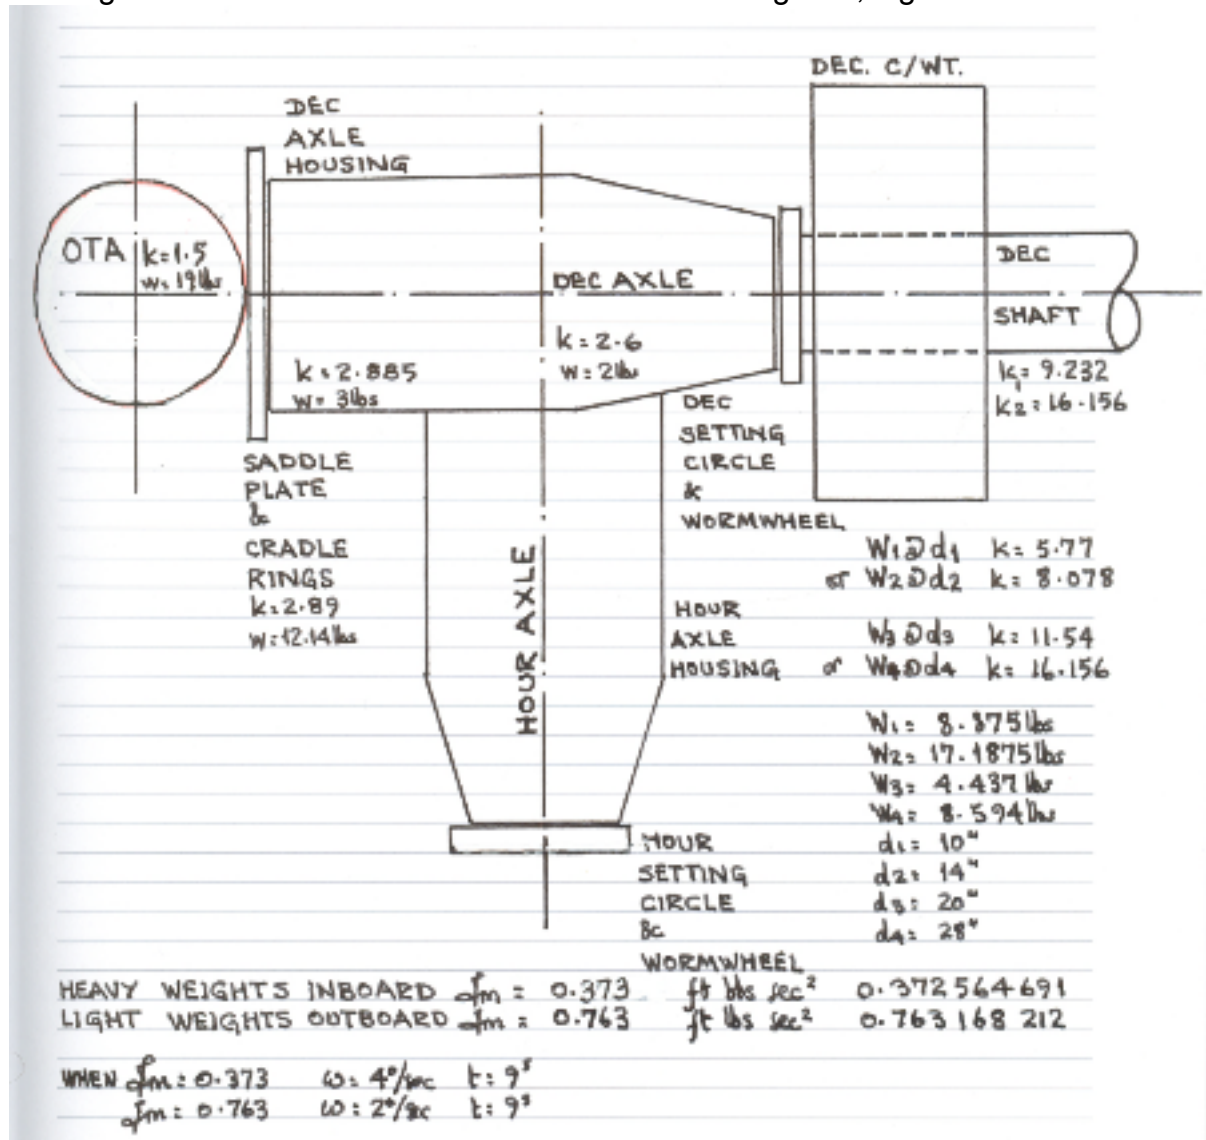 DEC. C/WT.
DEC
AXLE
HOUSING
OTA
k=1.5
w=19lbs
DEC AXLE
k=2.6
w=2lbs
k=2.885
w=3lbs
DEC
SHAFT
k1=9.232
k2=16.156
SADDLE
PLATE
&
CRADLE
RINGS
k=2.89
w=12.14lbs
DEC
SETTING
CIRCLE
&
WORMWHEEL
HOUR AXLE
HOUR
AXLE
HOUSING
W1@d1 k=5.77
or W2@d2 k=8.078
W3@d3 k=11.54
or W4@d4 k=16.156
W1= 8.875lbs
W2=17.1875lbs
W3= 4.437lbs
W4= 8.594lbs
d1= 10"
d2= 14"
d3= 20"
d4= 28"
HOUR
SETTING
CIRCLE
&
WORMWHEEL
HEAVY WEIGHTS INBOARD Im = 0.373 ft lbs sec² 0.372564691
LIGHT WEIGHTS OUTBOARD Im = 0.763 ft lbs sec² 0.763168212
WHEN Im=0.373 ω=4°/sec t=9s
Im=0.763 ω=2°/sec t=9s